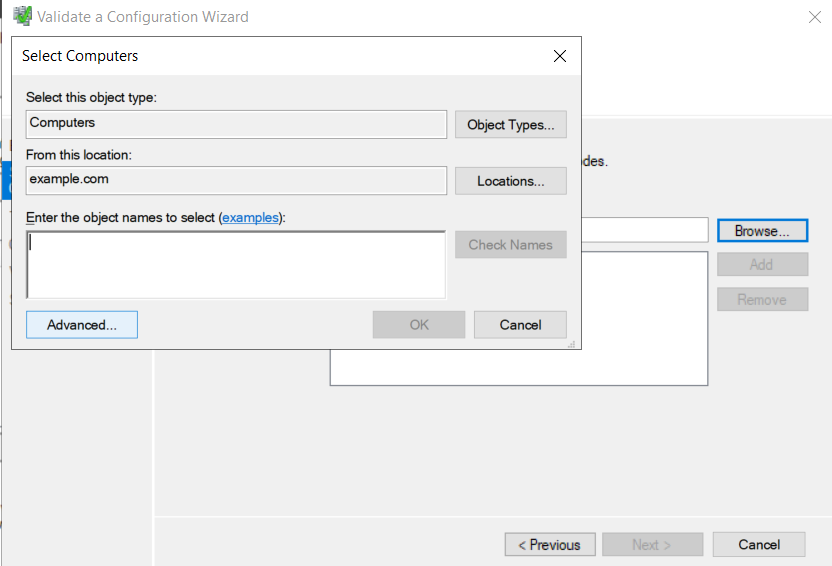 Validate a Configuration Wizard
Select Computers
Select this object type:
Computers
Object Types...
From this location:
example.com
Locations...
Enter the object names to select (examples):
Check Names
Advanced...
OK
Cancel
des.
Browse...
Add
Remove
< Previous
Next >
Cancel